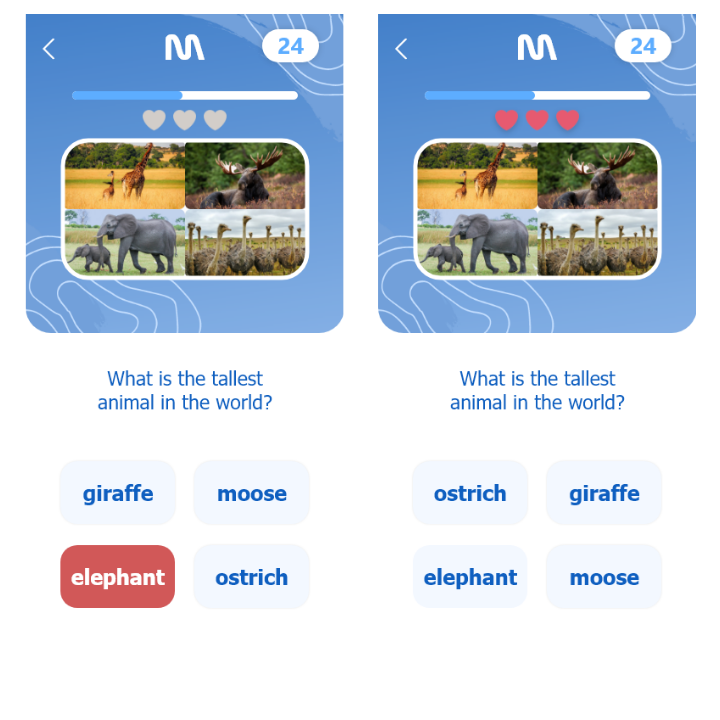 24
What is the tallest
animal in the world?
giraffe
moose
elephant
ostrich
24
What is the tallest
animal in the world?
ostrich
giraffe
elephant
moose